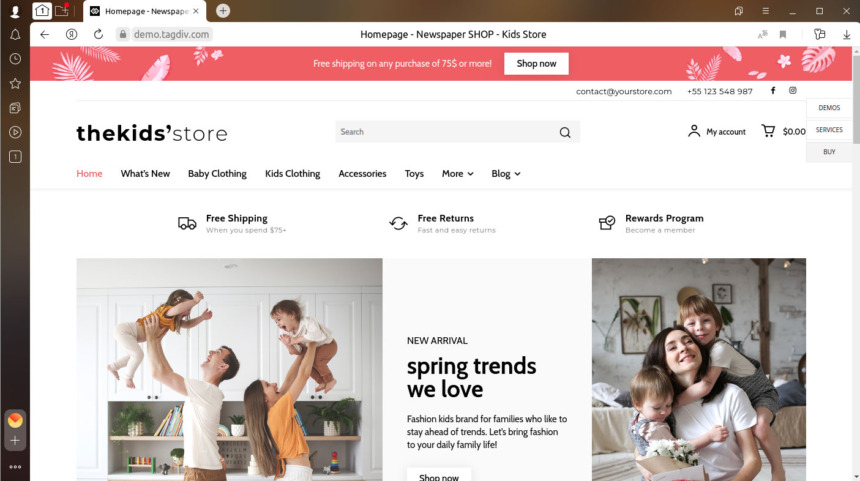 1
Homepage - Newspape
demo.tagdiv.com
Homepage - Newspaper SHOP - Kids Store
Free shipping on any purchase of 75$ or more!
Shop now
contact@yourstore.com
+55 123 548 987
DEMOS
SERVICES
BUY
thekids'store
Search
My account
$0.00
Home
What's New
Baby Clothing
Kids Clothing
Accessories
Toys
More
Blog
Free Shipping
When you spend $75+
Free Returns
Fast and easy returns
Rewards Program
Become a member
1
NEW ARRIVAL
spring trends
we love
Fashion kids brand for families who like to
stay ahead of trends. Let's bring fashion
to your daily family life!
Shop now